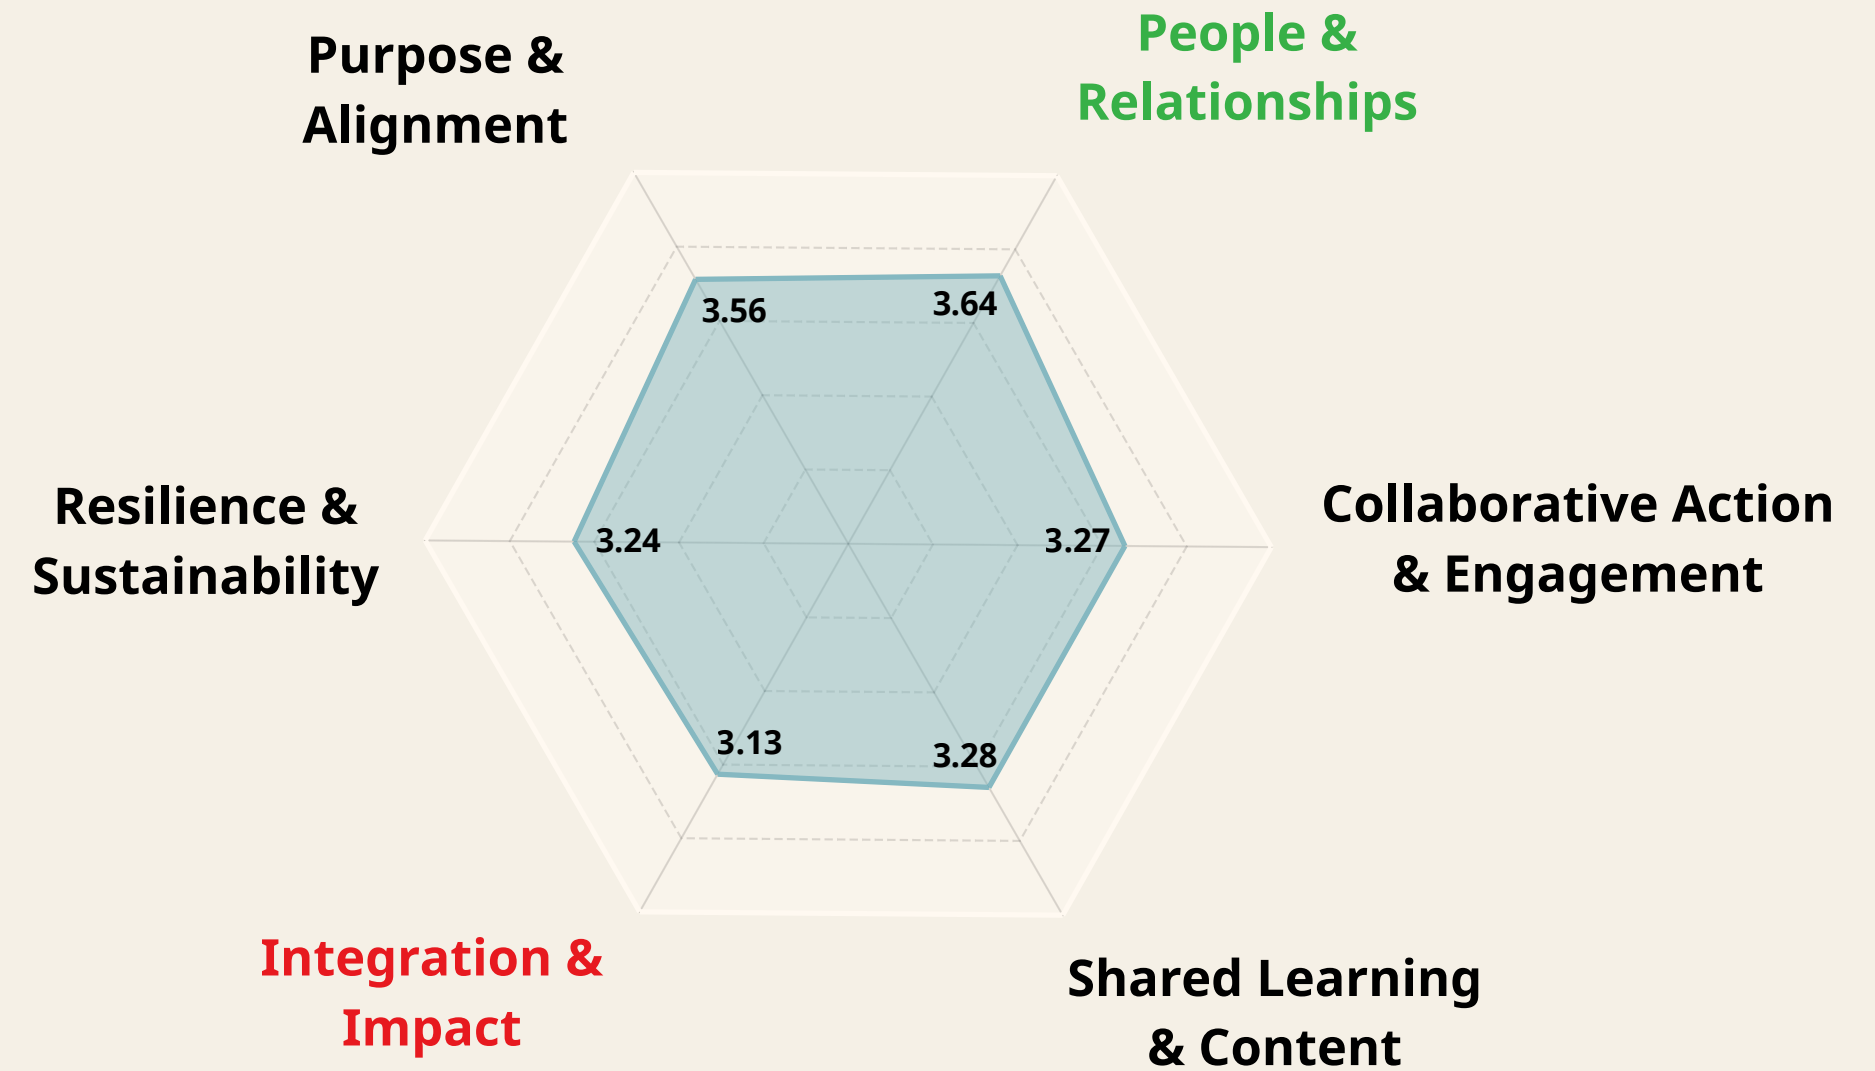 Purpose &
Alignment
People &
Relationships
3.56
3.64
Resilience &
Sustainability
3.24
3.27
Collaborative Action
& Engagement
3.13
3.28
Integration &
Impact
Shared Learning
& Content